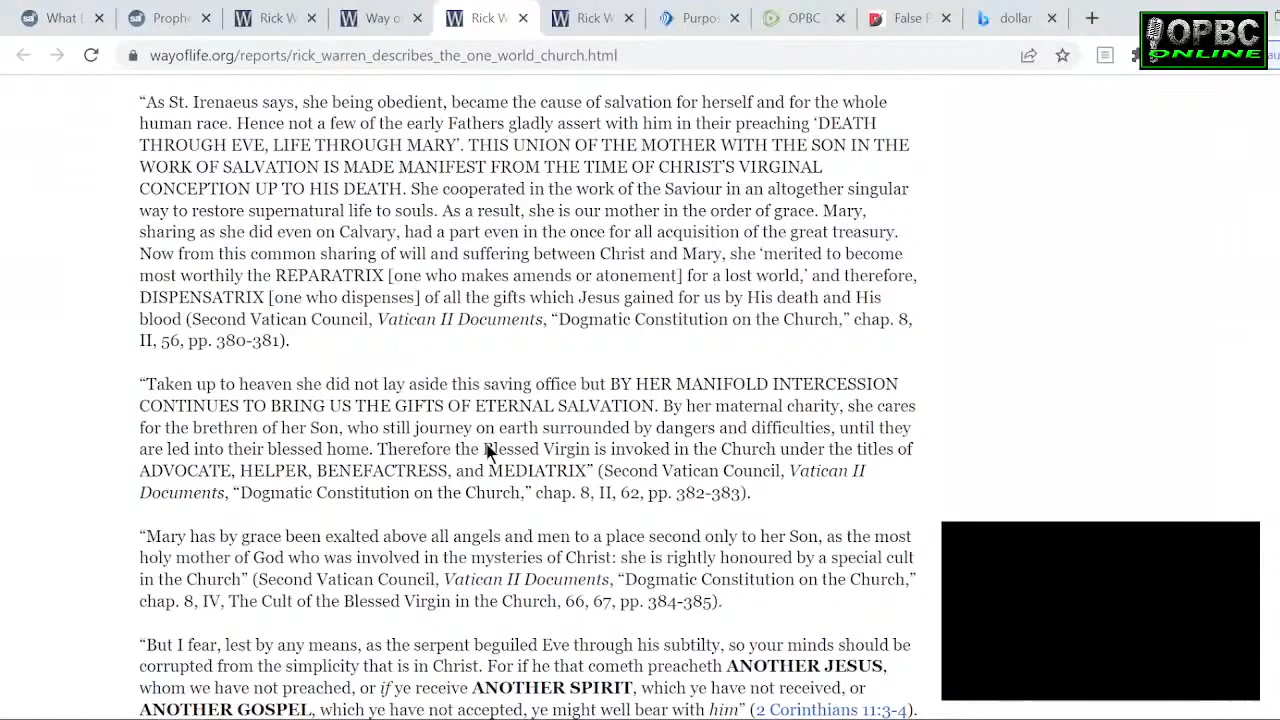 What D
Prophe
Rick W
Way o
Rick W
Rick W
Purpos
OPBC
False P
dollar
OPBC
ONLINE
wayoflife.org/reports/rick_warren_describes_the_one_world_church.html
“As St. Irenaeus says, she being obedient, became the cause of salvation for herself and for the whole
human race. Hence not a few of the early Fathers gladly assert with him in their preaching ‘DEATH
THROUGH EVE, LIFE THROUGH MARY’. THIS UNION OF THE MOTHER WITH THE SON IN THE
WORK OF SALVATION IS MADE MANIFEST FROM THE TIME OF CHRIST’S VIRGINAL
CONCEPTION UP TO HIS DEATH. She cooperated in the work of the Saviour in an altogether singular
way to restore supernatural life to souls. As a result, she is our mother in the order of grace. Mary,
sharing as she did even on Calvary, had a part even in the once for all acquisition of the great treasury.
Now from this common sharing of will and suffering between Christ and Mary, she ‘merited to become
most worthily the REPARATRIX [one who makes amends or atonement] for a lost world,’ and therefore,
DISPENSATRIX [one who dispenses] of all the gifts which Jesus gained for us by His death and His
blood (Second Vatican Council, Vatican II Documents, “Dogmatic Constitution on the Church,” chap. 8,
II, 56, pp. 380-381).
“Taken up to heaven she did not lay aside this saving office but BY HER MANIFOLD INTERCESSION
CONTINUES TO BRING US THE GIFTS OF ETERNAL SALVATION. By her maternal charity, she cares
for the brethren of her Son, who still journey on earth surrounded by dangers and difficulties, until they
are led into their blessed home. Therefore the Blessed Virgin is invoked in the Church under the titles of
ADVOCATE, HELPER, BENEFACTRESS, and MEDIATRIX” (Second Vatican Council, Vatican II
Documents, “Dogmatic Constitution on the Church,” chap. 8, II, 62, pp. 382-383).
“Mary has by grace been exalted above all angels and men to a place second only to her Son, as the most
holy mother of God who was involved in the mysteries of Christ: she is rightly honoured by a special cult
in the Church” (Second Vatican Council, Vatican II Documents, “Dogmatic Constitution on the Church,”
chap. 8, IV, The Cult of the Blessed Virgin in the Church, 66, 67, pp. 384-385).
“But I fear, lest by any means, as the serpent beguiled Eve through his subtilty, so your minds should be
corrupted from the simplicity that is in Christ. For if he that cometh preacheth ANOTHER JESUS,
whom we have not preached, or if ye receive ANOTHER SPIRIT, which ye have not received, or
ANOTHER GOSPEL, which ye have not accepted, ye might well bear with him” (2 Corinthians 11:3-4).